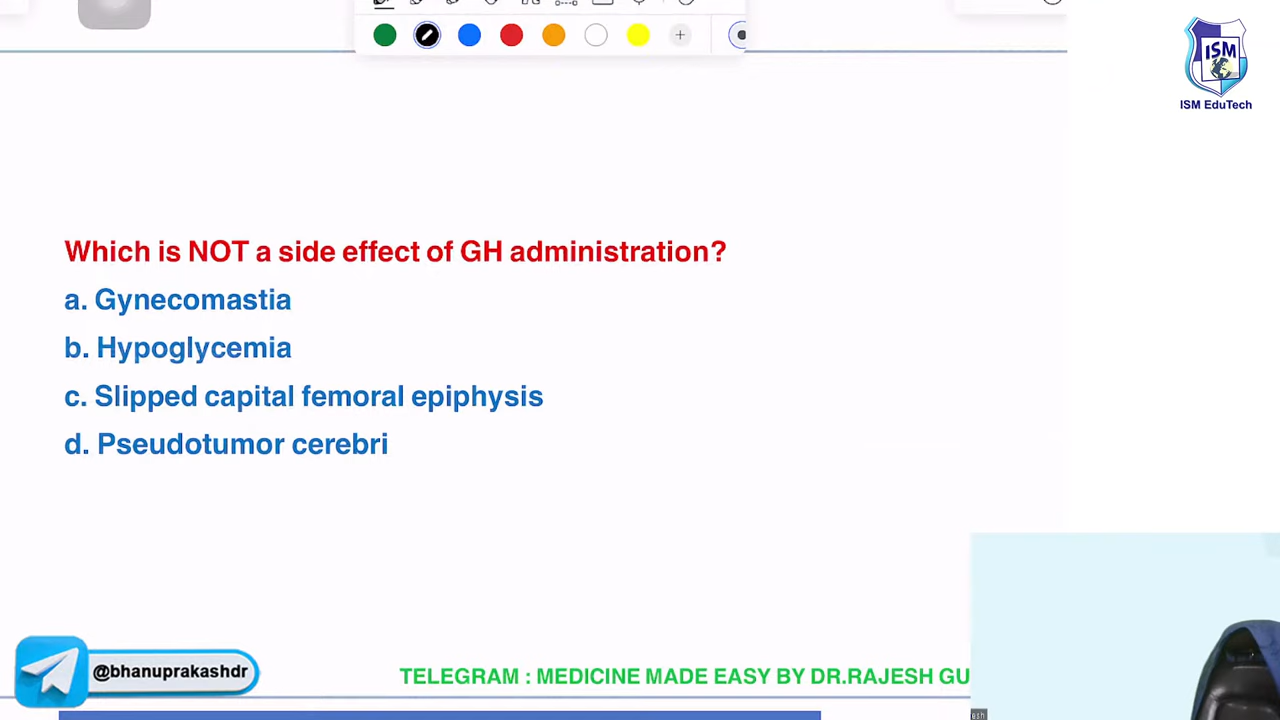 ISM
ISM EduTech
Which is NOT a side effect of GH administration?
a. Gynecomastia
b. Hypoglycemia
c. Slipped capital femoral epiphysis
d. Pseudotumor cerebri
@bhanuprakashdr
TELEGRAM : MEDICINE MADE EASY BY DR.RAJESH GU
esh